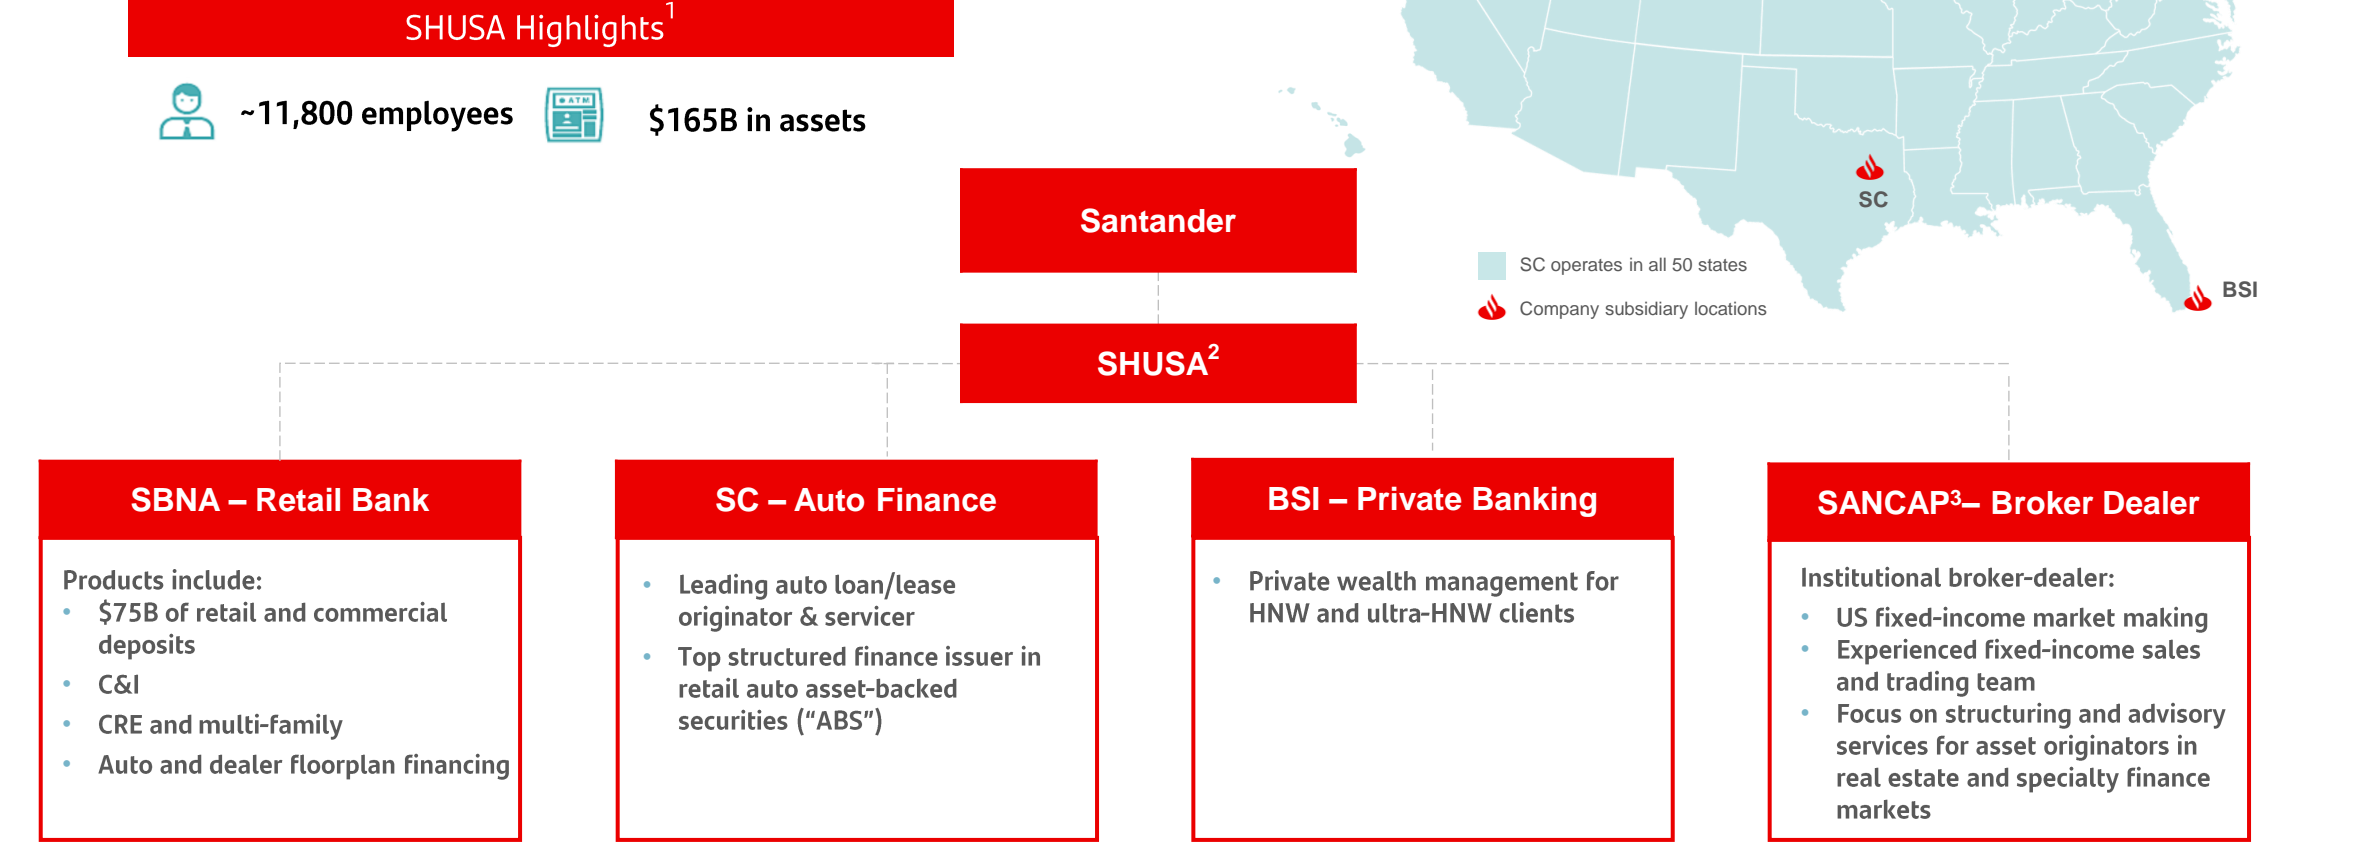 SHUSA Highlights1
~11,800 employees
ATM
$165B in assets
SC
SC operates in all 50 states
Company subsidiary locations
BSI
Santander
SHUSA2
SBNA – Retail Bank
Products include:
• $75B of retail and commercial
deposits
• C&I
• CRE and multi-family
• Auto and dealer floorplan financing
SC – Auto Finance
• Leading auto loan/lease
originator & servicer
• Top structured finance issuer in
retail auto asset-backed
securities (“ABS”)
BSI – Private Banking
• Private wealth management for
HNW and ultra-HNW clients
SANCAP3– Broker Dealer
Institutional broker-dealer:
• US fixed-income market making
• Experienced fixed-income sales
and trading team
• Focus on structuring and advisory
services for asset originators in
real estate and specialty finance
markets